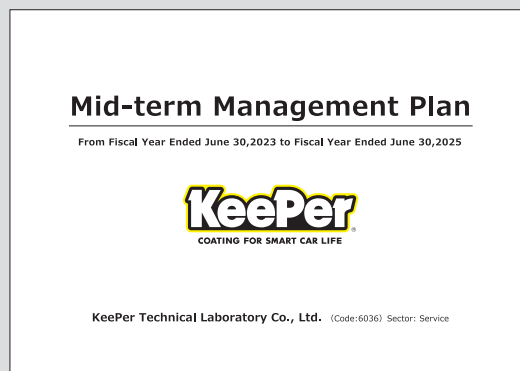 Mid-term Management Plan
From Fiscal Year Ended June 30,2023 to Fiscal Year Ended June 30,2025
KeePer®
COATING FOR SMART CAR LIFE
KeePer Technical Laboratory Co., Ltd. (Code:6036) Sector: Service